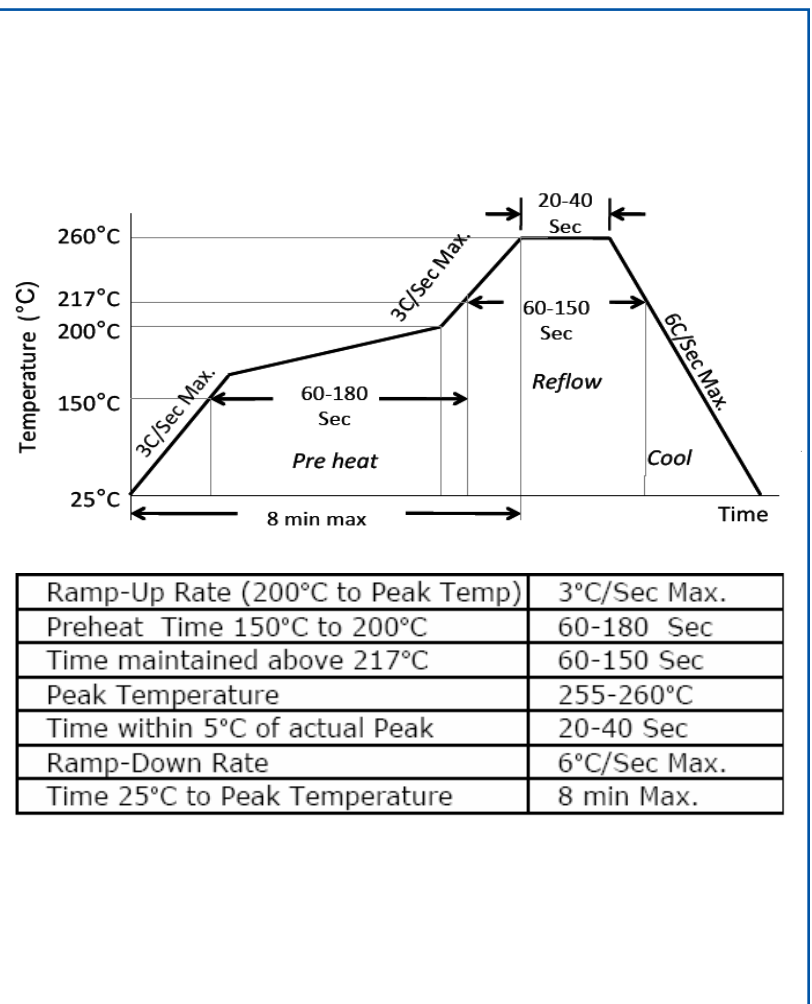 20-40
Sec
260°C
3C/Sec Max.
217°C
60-150
Sec
200°C
6C/Sec Max.
Temperature (°C)
Reflow
3C/Sec Max.
60-180
Sec
150°C
Pre heat
Cool
25°C
8 min max
Time
Ramp-Up Rate (200°C to Peak Temp) 3°C/Sec Max.
Preheat Time 150°C to 200°C 60-180 Sec
Time maintained above 217°C 60-150 Sec
Peak Temperature 255-260°C
Time within 5°C of actual Peak 20-40 Sec
Ramp-Down Rate 6°C/Sec Max.
Time 25°C to Peak Temperature 8 min Max.